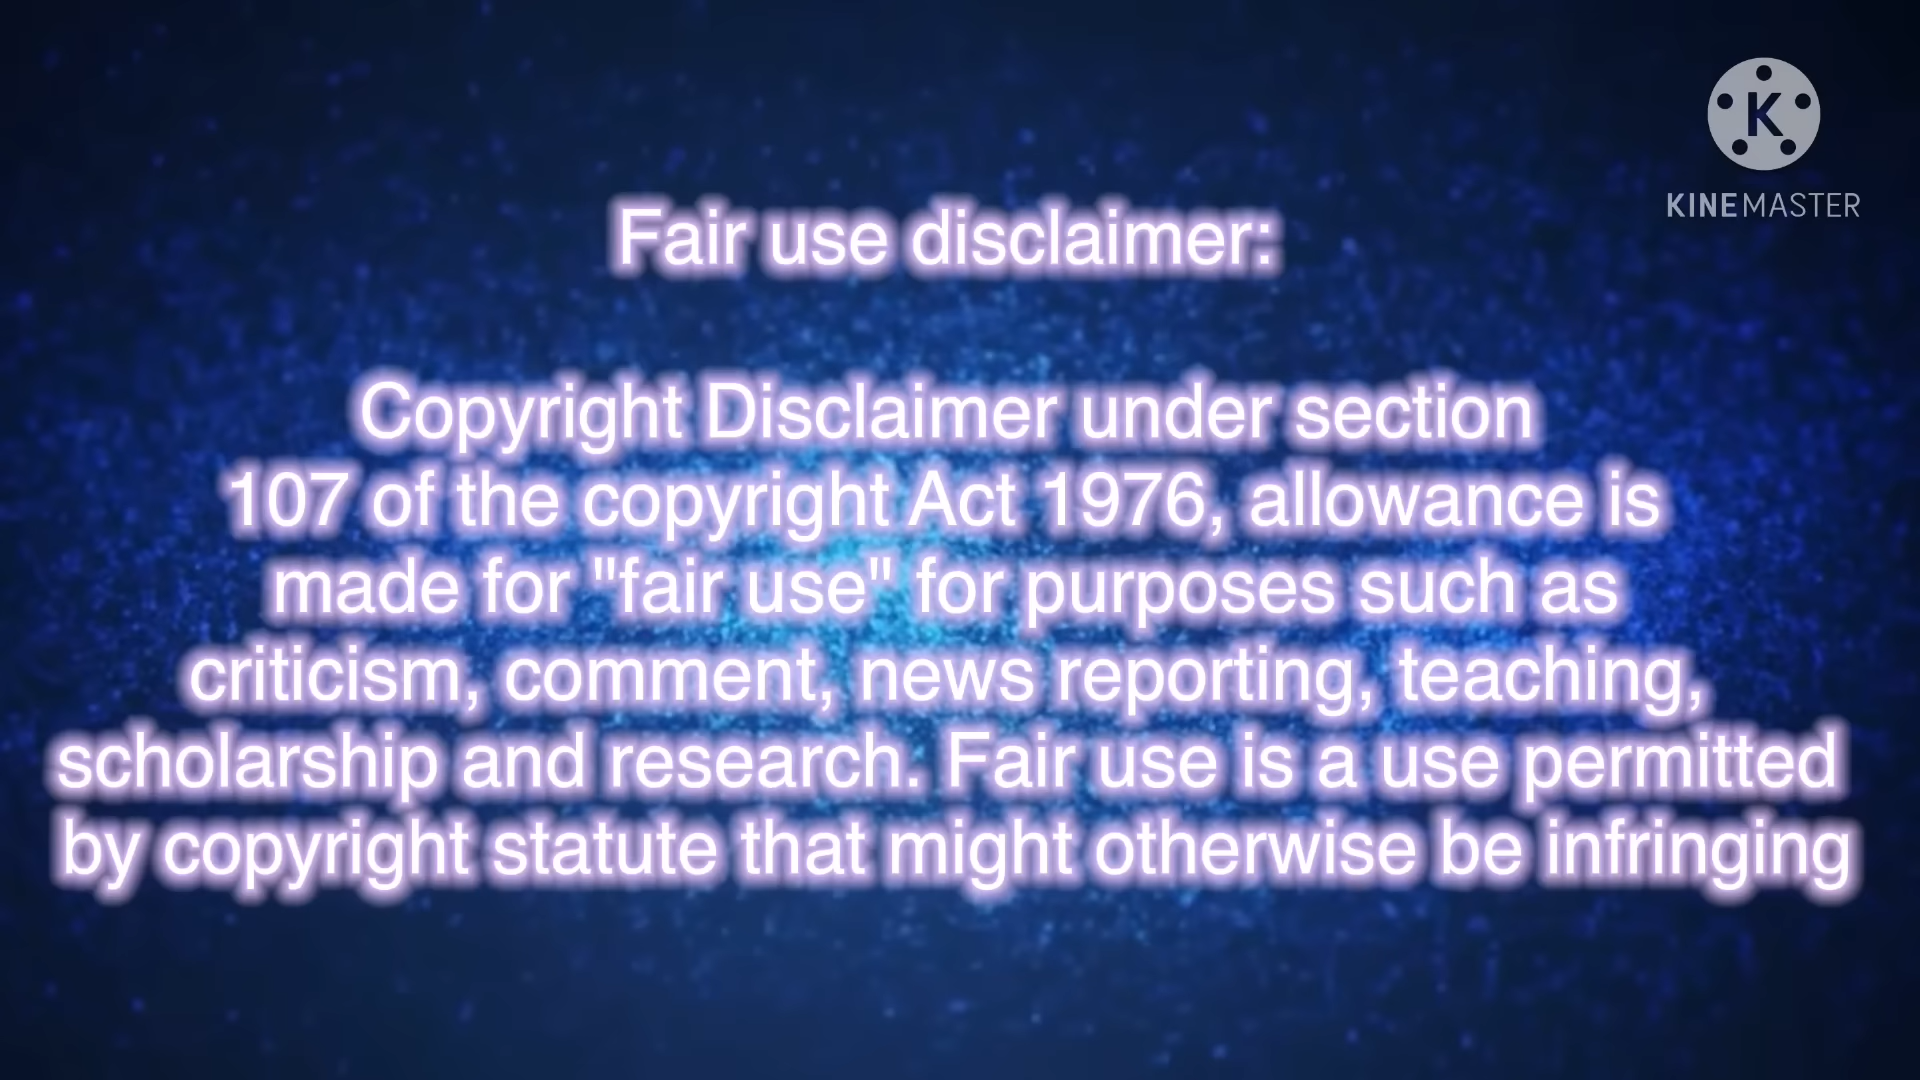 K
KINEMASTER
Fair use disclaimer:
Copyright Disclaimer under section
107 of the copyright Act 1976, allowance is
made for "fair use" for purposes such as
criticism, comment, news reporting, teaching,
scholarship and research. Fair use is a use permitted
by copyright statute that might otherwise be infringing